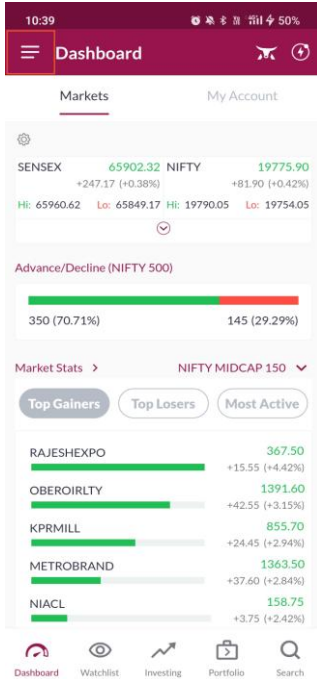 10:39
50%
Dashboard
Markets My Account
SENSEX 65902.32 NIFTY 19775.90
+247.17 (+0.38%) +81.90 (+0.42%)
Hi: 65960.62 Lo: 65849.17 Hi: 19790.05 Lo: 19754.05
Advance/Decline (NIFTY 500)
350 (70.71%) 145 (29.29%)
Market Stats > NIFTY MIDCAP 150
Top Gainers Top Losers Most Active
RAJESHEXPO 367.50
+15.55 (+4.42%)
OBEROIRLTY 1391.60
+42.55 (+3.15%)
KPRMILL 855.70
+24.45 (+2.94%)
METROBRAND 1363.50
+37.60 (+2.84%)
NIACL 158.75
+3.75 (+2.42%)
Dashboard Watchlist Investing Portfolio Search